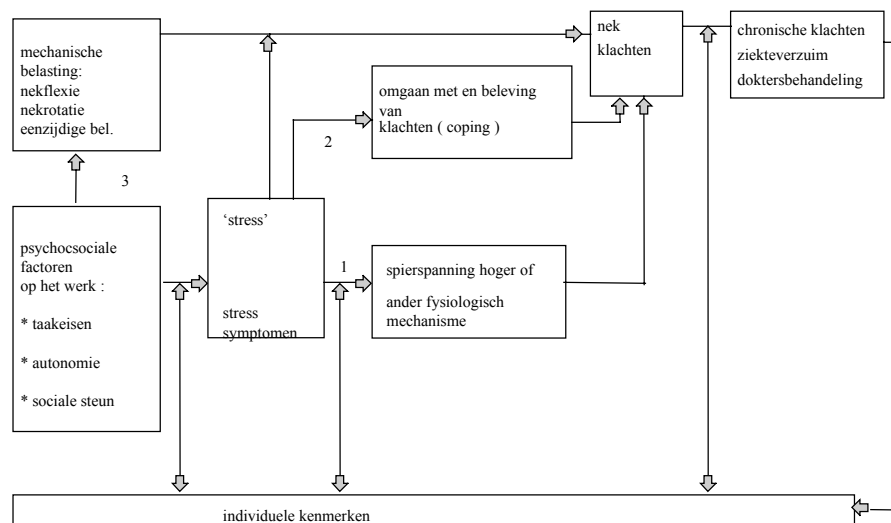 mechanische
belasting:
nekflexie
nekrotatie
eenzijdige bel.
nek
klachten
chronische klachten
ziekteverzuim
doktersbehandeling
omgaan met en beleving
van
klachten ( coping )
2
3
psychocsociale
factoren
op het werk :
* taakeisen
* autonomie
* sociale steun
‘stress’
stress
symptomen
1
spierspanning hoger of
ander fysiologisch
mechanisme
individuele kenmerken